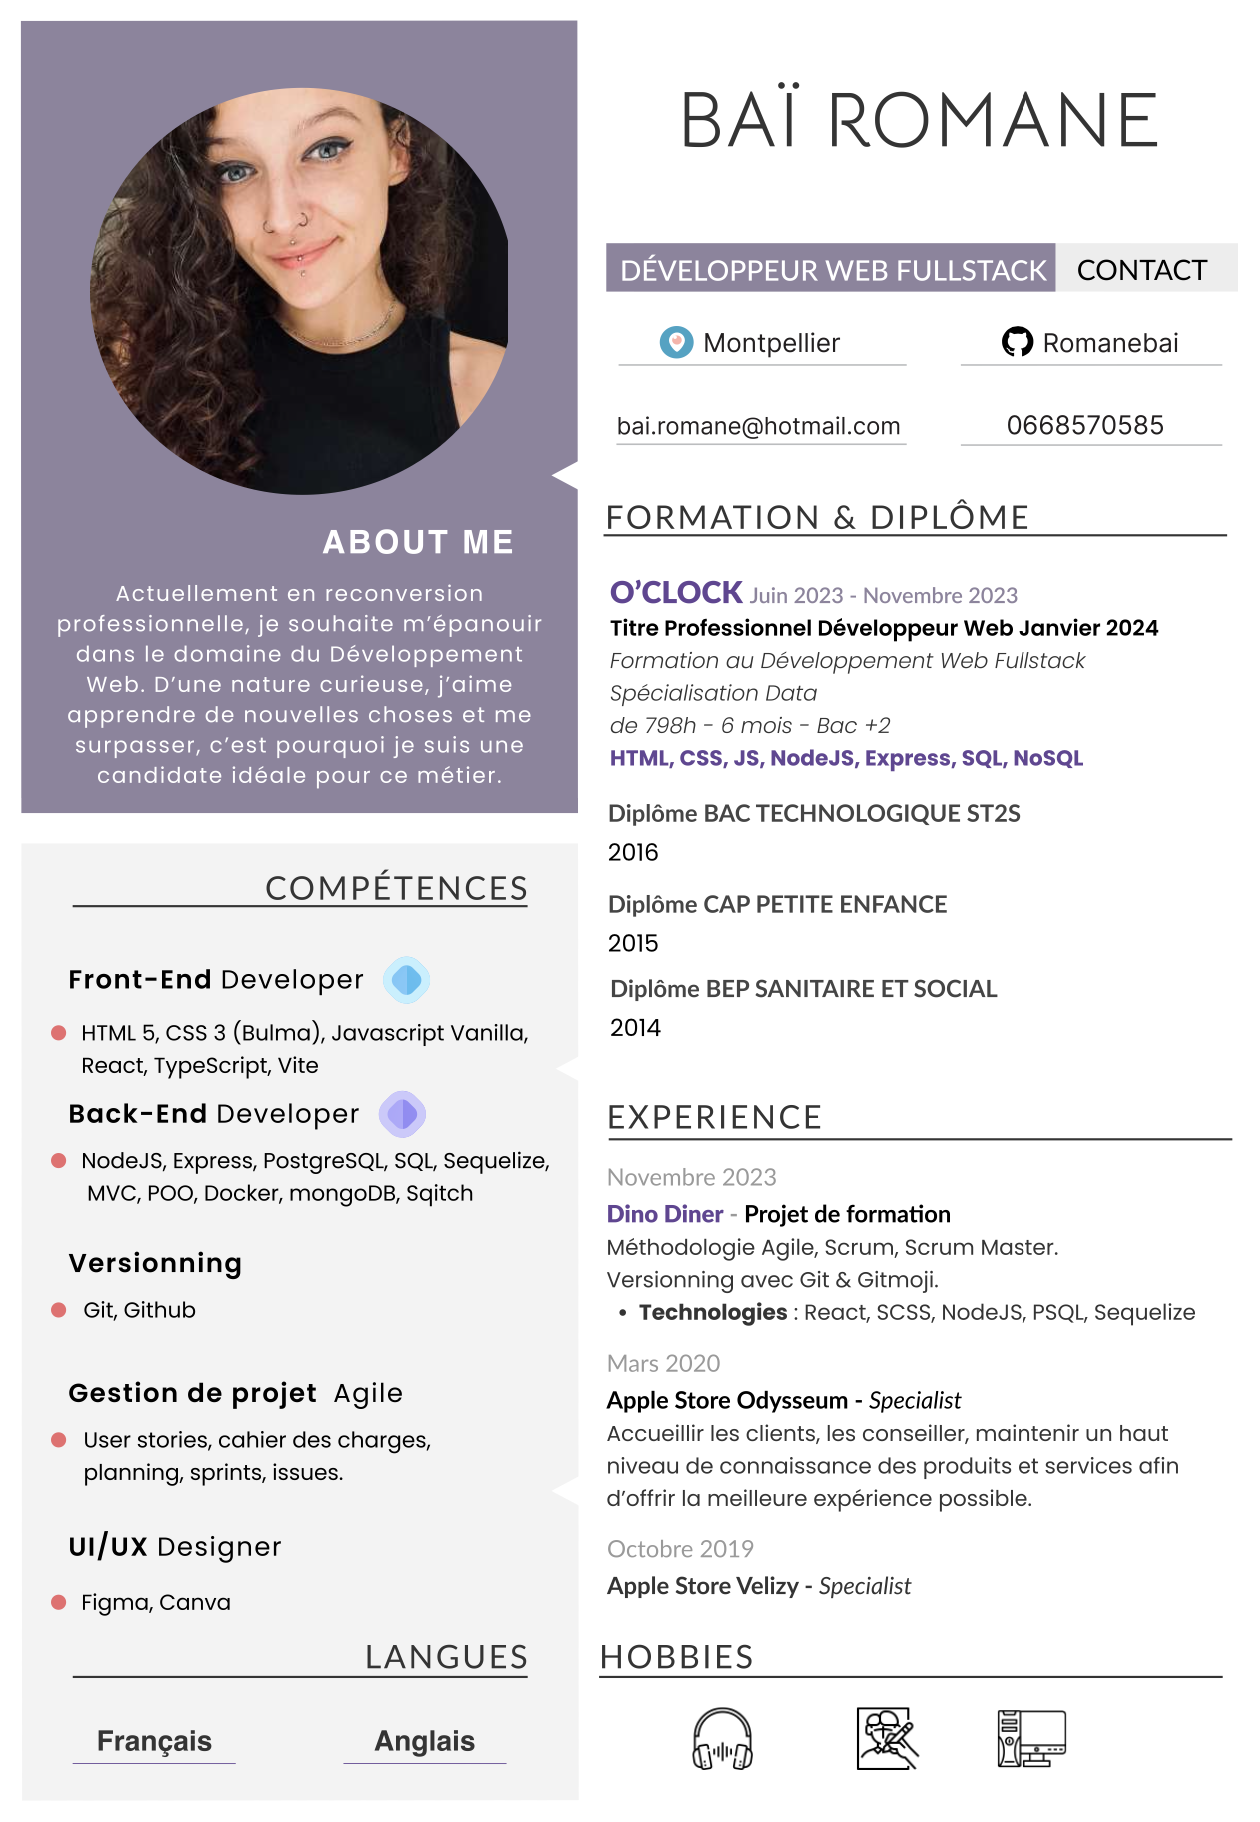 BAÏ ROMANE
DÉVELOPPEUR WEB FULLSTACK
CONTACT
Montpellier
Romanebai
bai.romane@hotmail.com
0668570585
ABOUT ME
Actuellement en reconversion
professionnelle, je souhaite m'épanouir
dans le domaine du Développement
Web. D'une nature curieuse, j'aime
apprendre de nouvelles choses et me
surpasser, c'est pourquoi je suis une
candidate idéale pour ce métier.
COMPÉTENCES
Front-End Developer
HTML 5, CSS 3 (Bulma), Javascript Vanilla,
React, TypeScript, Vite
Back-End Developer
NodeJS, Express, PostgreSQL, SQL, Sequelize,
MVC, POO, Docker, mongoDB, Sqitch
Versionning
Git, Github
Gestion de projet Agile
User stories, cahier des charges,
planning, sprints, issues.
UI/UX Designer
Figma, Canva
LANGUES
Français
Anglais
FORMATION & DIPLÔME
O'CLOCK Juin 2023 - Novembre 2023
Titre Professionnel Développeur Web Janvier 2024
Formation au Développement Web Fullstack
Spécialisation Data
de 798h - 6 mois - Bac +2
HTML, CSS, JS, NodeJS, Express, SQL, NoSQL
Diplôme BAC TECHNOLOGIQUE ST2S
2016
Diplôme CAP PETITE ENFANCE
2015
Diplôme BEP SANITAIRE ET SOCIAL
2014
EXPERIENCE
Novembre 2023
Dino Diner - Projet de formation
Méthodologie Agile, Scrum, Scrum Master.
Versionning avec Git & Gitmoji.
• Technologies : React, SCSS, NodeJS, PSQL, Sequelize
Mars 2020
Apple Store Odysseum - Specialist
Accueillir les clients, les conseiller, maintenir un haut
niveau de connaissance des produits et services afin
d'offrir la meilleure expérience possible.
Octobre 2019
Apple Store Velizy - Specialist
HOBBIES